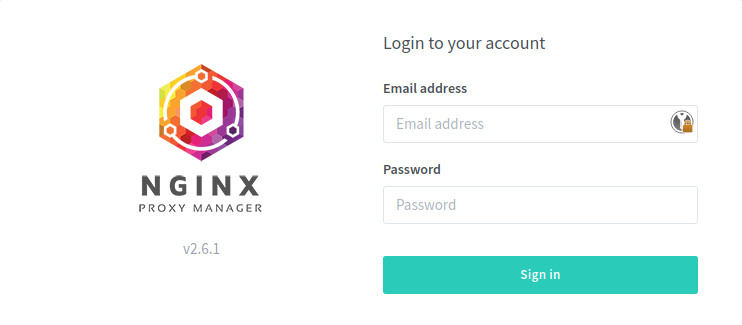 NGINX
PROXY MANAGER
v2.6.1
Login to your account
Email address
Email address
Password
Password
Sign in